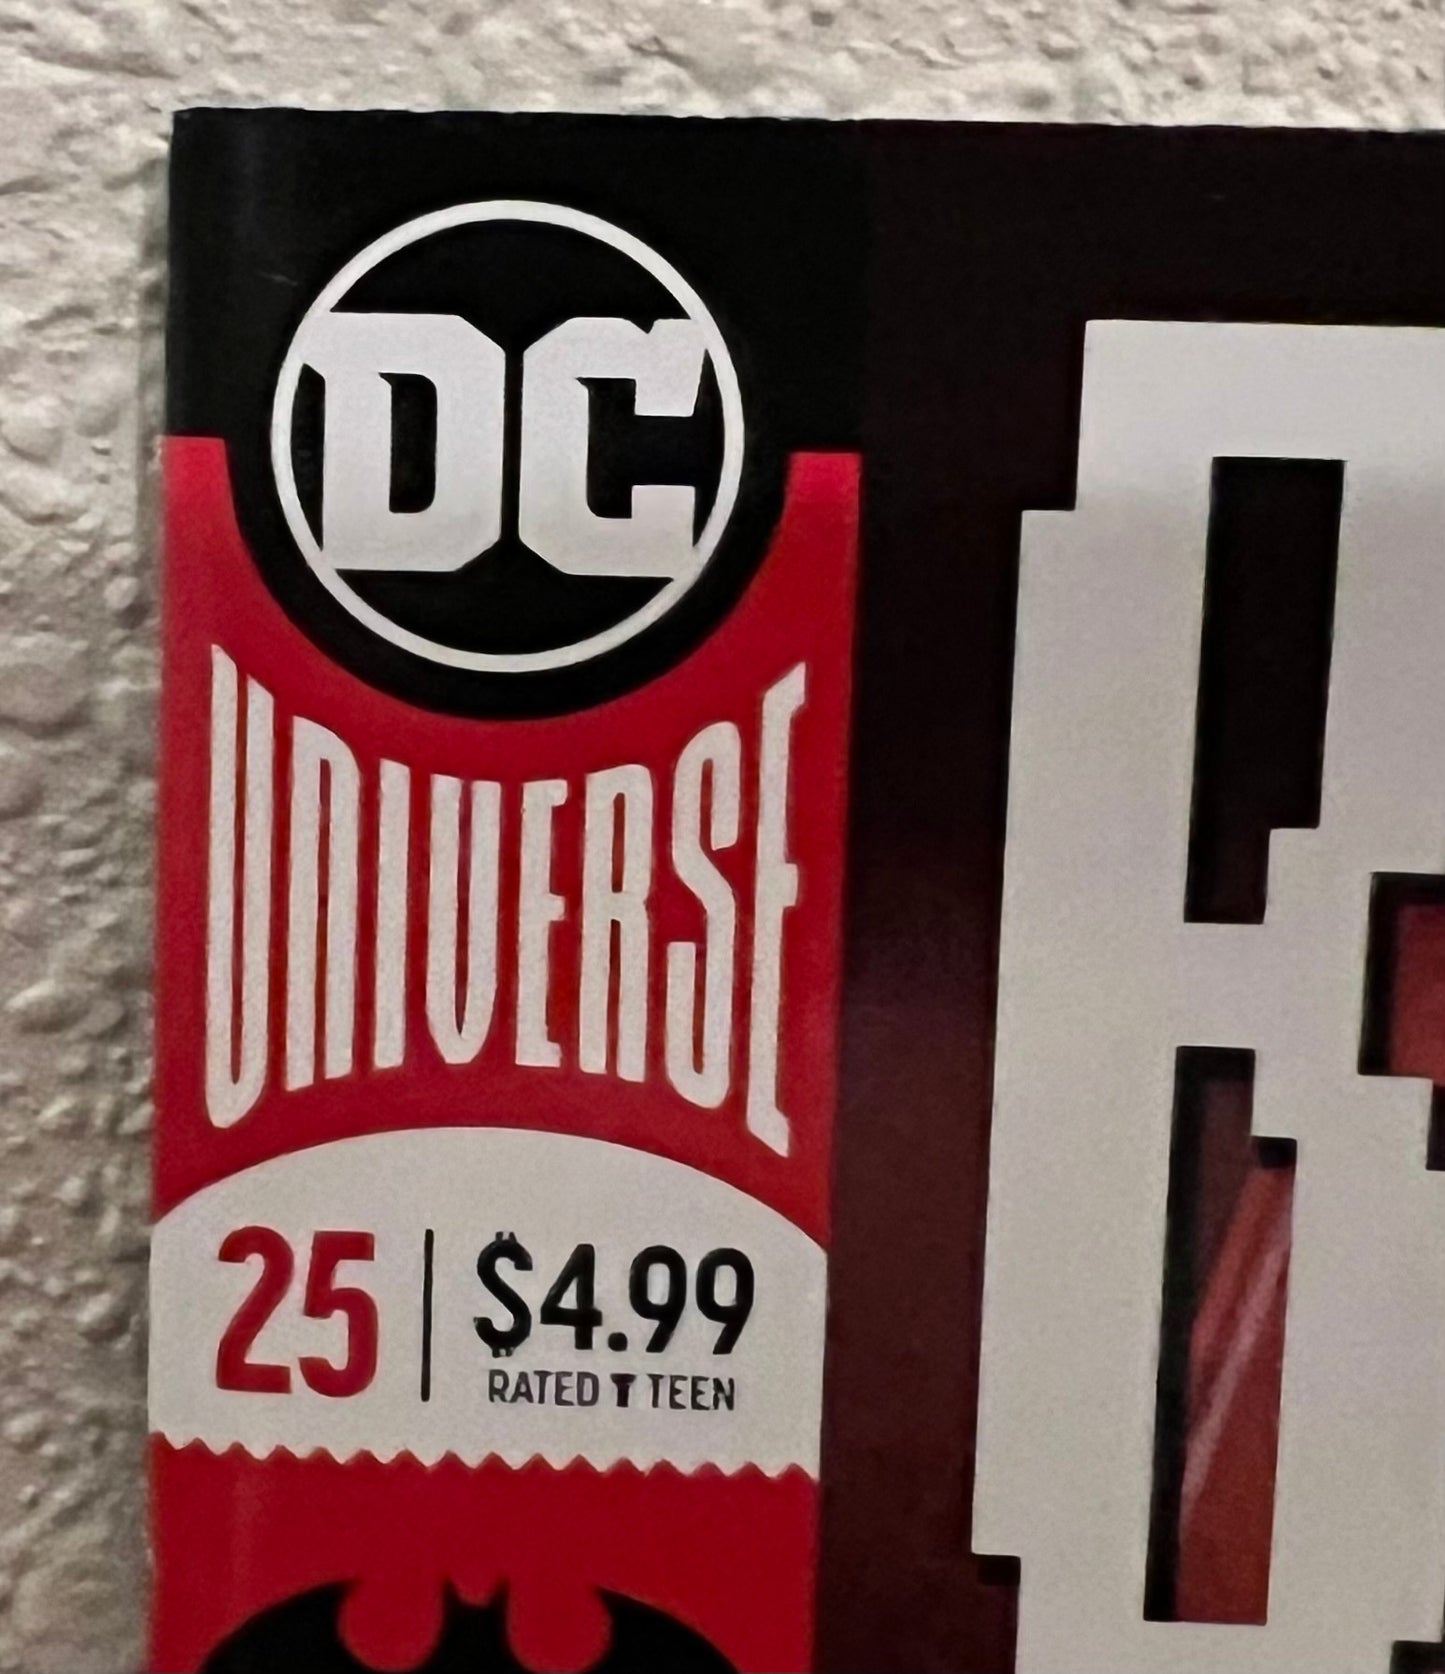 DC
UNIVERSE
25 | $4.99
RATED T TEEN